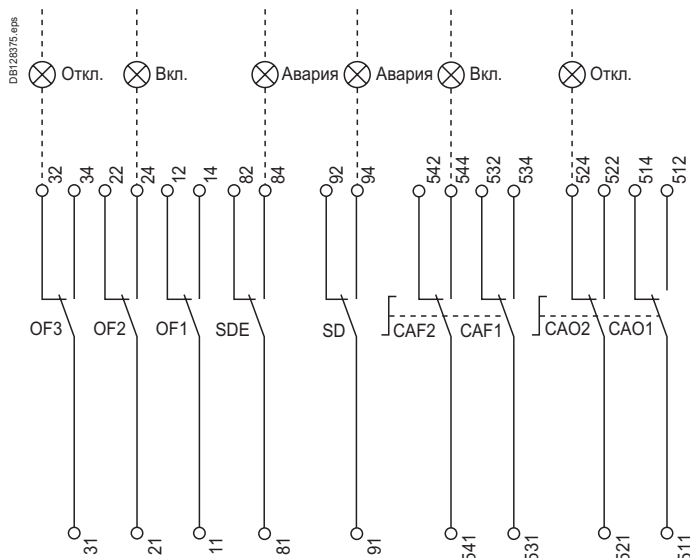 DB128375.eps
Откл. Вкл. Авария Авария Вкл. Откл.
32 34 22 24 12 14 82 84 92 94 542 544 532 534 524 522 514 512
OF3 OF2 OF1 SDE SD CAF2 CAF1 CAO2 CAO1
31 21 11 81 91 541 531 521 511